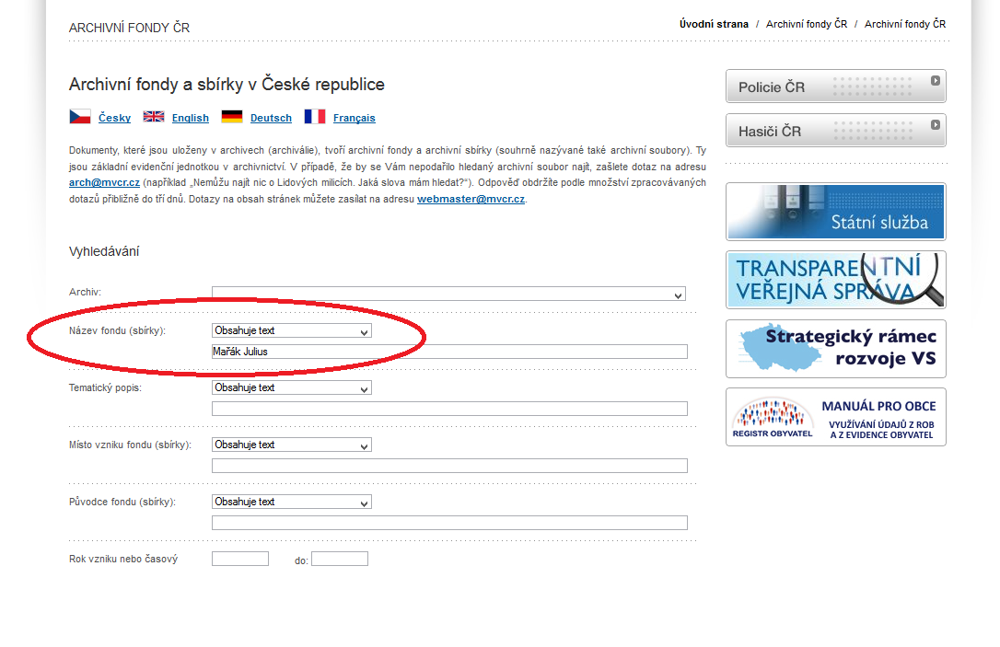 ARCHIVNÍ FONDY ČR
Úvodní strana / Archivní fondy ČR / Archivní fondy ČR
Archivní fondy a sbírky v České republice
Česky English Deutsch Français
Dokumenty, které jsou uloženy v archivech (archiválie), tvoří archivní fondy a archivní sbírky (souhrně nazývané také archivní soubory). Ty
jsou základní evidenční jednotkou v archivnictví. V případě, že by se Vám nepodařilo hledaný archivní soubor najít, zašlete dotaz na adresu
arch@mvcr.cz (například „Nemůžu najít nic o Lidových milicích. Jaká slova mám hledat?“). Odpověď obdržíte podle množství zpracovávaných
dotazů přibližně do tří dnů. Dotazy na obsah stránek můžete zasílat na adresu webmaster@mvcr.cz.
Vyhledávání
Archiv:
Název fondu (sbírky): Obsahuje text
Mařák Julius
Tematický popis: Obsahuje text
Místo vzniku fondu (sbírky): Obsahuje text
Původce fondu (sbírky): Obsahuje text
Rok vzniku nebo časový do:
Policie ČR
Hasiči ČR
Státní služba
TRANSPARENTNÍ
VEŘEJNÁ SPRÁVA
Strategický rámec
rozvoje VS
REGISTR OBYVATEL
MANUÁL PRO OBCE
VYUŽÍVÁNÍ ÚDAJŮ Z ROB
A Z EVIDENCE OBYVATEL